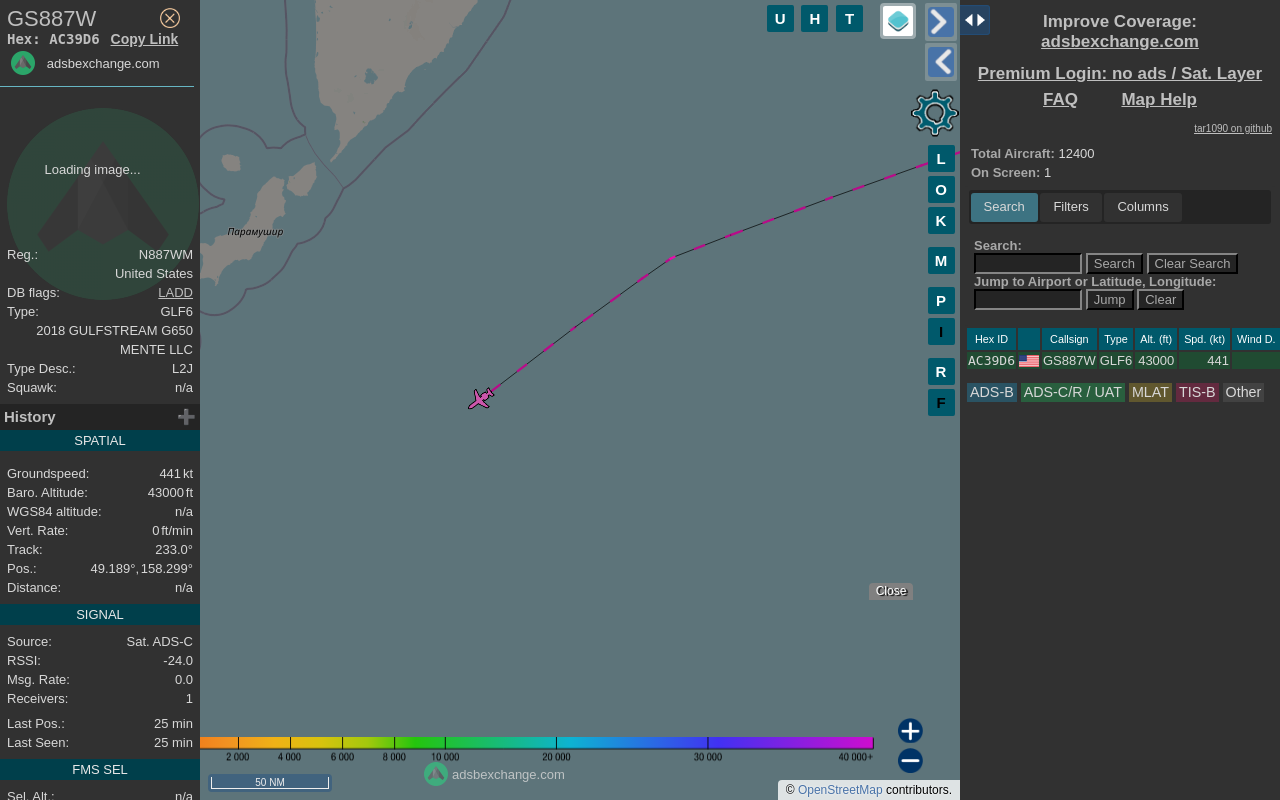 GS887W
Hex: AC39D6 Copy Link
adsbexchange.com
Loading image...
Reg.: N887WM
United States
DB flags: LADD
Type: GLF6
2018 GULFSTREAM G650
MENTE LLC
Type Desc.: L2J
Squawk: n/a
History
SPATIAL
Groundspeed: 441 kt
Baro. Altitude: 43000 ft
WGS84 altitude: n/a
Vert. Rate: 0 ft/min
Track: 233.0°
Pos.: 49.189°, 158.299°
Distance: n/a
SIGNAL
Source: Sat. ADS-C
RSSI: -24.0
Msg. Rate: 0.0
Receivers: 1
Last Pos.: 25 min
Last Seen: 25 min
FMS SEL
Sel. Alt.: n/a
U H T
Парамушир
L
O
K
M
P
I
R
F
Close
2 000 4 000 6 000 8 000 10 000 20 000 30 000 40 000+
50 NM
adsbexchange.com
© OpenStreetMap contributors.
Improve Coverage:
adsbexchange.com
Premium Login: no ads / Sat. Layer
FAQ Map Help
tar1090 on github
Total Aircraft: 12400
On Screen: 1
Search Filters Columns
Search:
Search Clear Search
Jump to Airport or Latitude, Longitude:
Jump Clear
Hex ID Callsign Type Alt. (ft) Spd. (kt) Wind D.
AC39D6 GS887W GLF6 43000 441
ADS-B ADS-C/R / UAT MLAT TIS-B Other